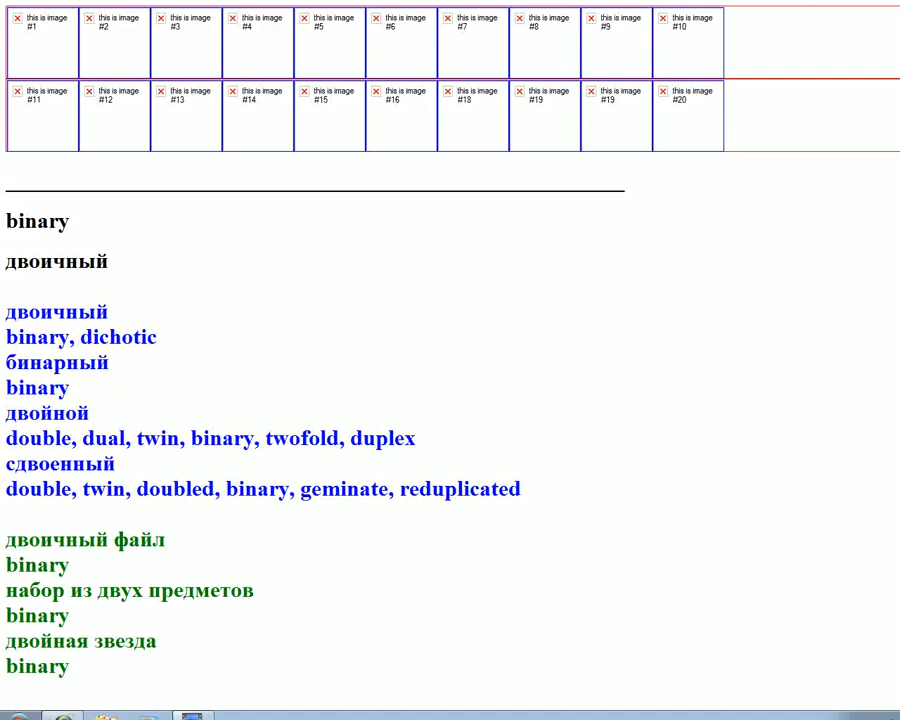 this is image #1 this is image #2 this is image #3 this is image #4 this is image #5 this is image #6 this is image #7 this is image #8 this is image #9 this is image #10
this is image #11 this is image #12 this is image #13 this is image #14 this is image #15 this is image #16 this is image #18 this is image #19 this is image #19 this is image #20
binary
двоичный
двоичный
binary, dichotic
бинарный
binary
двойной
double, dual, twin, binary, twofold, duplex
сдвоенный
double, twin, doubled, binary, geminate, reduplicated
двоичный файл
binary
набор из двух предметов
binary
двойная звезда
binary